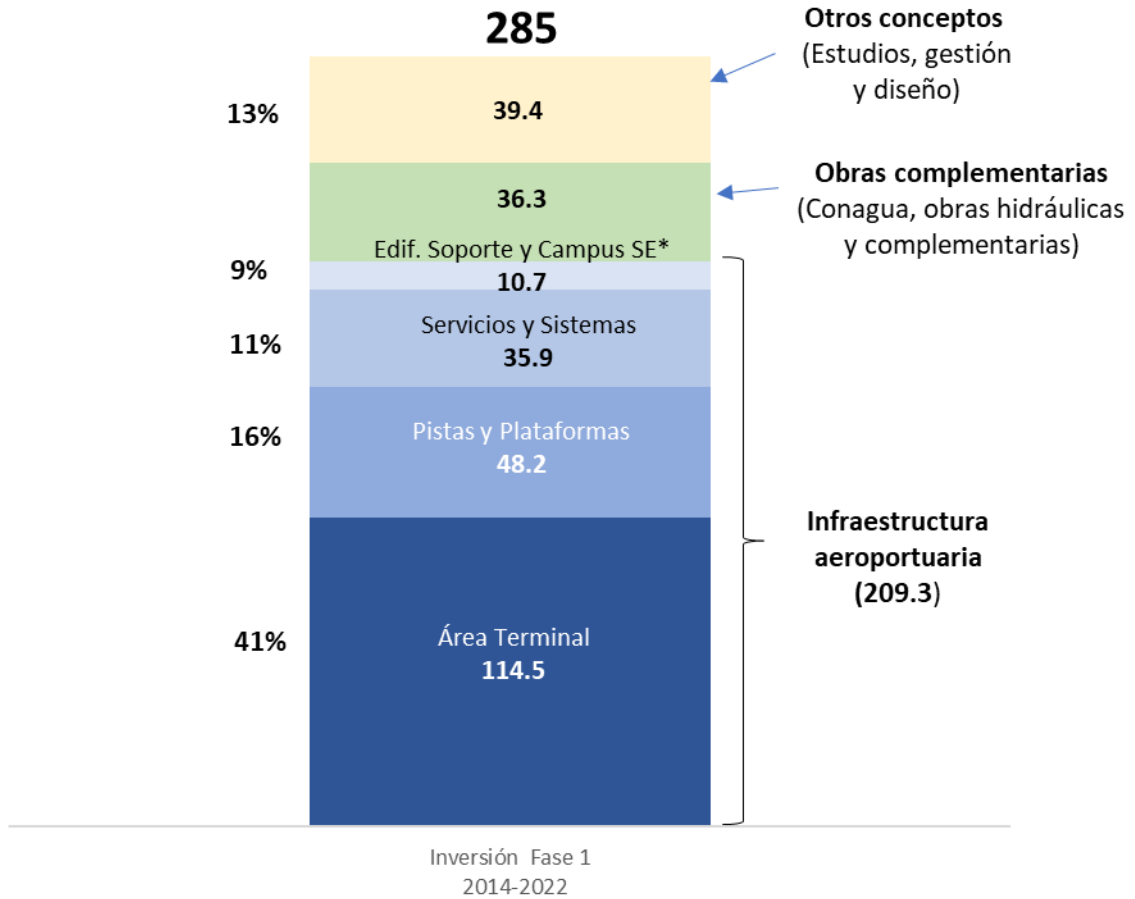 285
Otros conceptos
(Estudios, gestión
y diseño)
13%
39.4
Obras complementarias
(Conagua, obras hidráulicas
y complementarias)
36.3
Edif. Soporte y Campus SE*
9%
10.7
Servicios y Sistemas
11%
35.9
Pistas y Plataformas
16%
48.2
Infraestructura
aeroportuaria
(209.3)
Área Terminal
41%
114.5
Inversión Fase 1
2014-2022